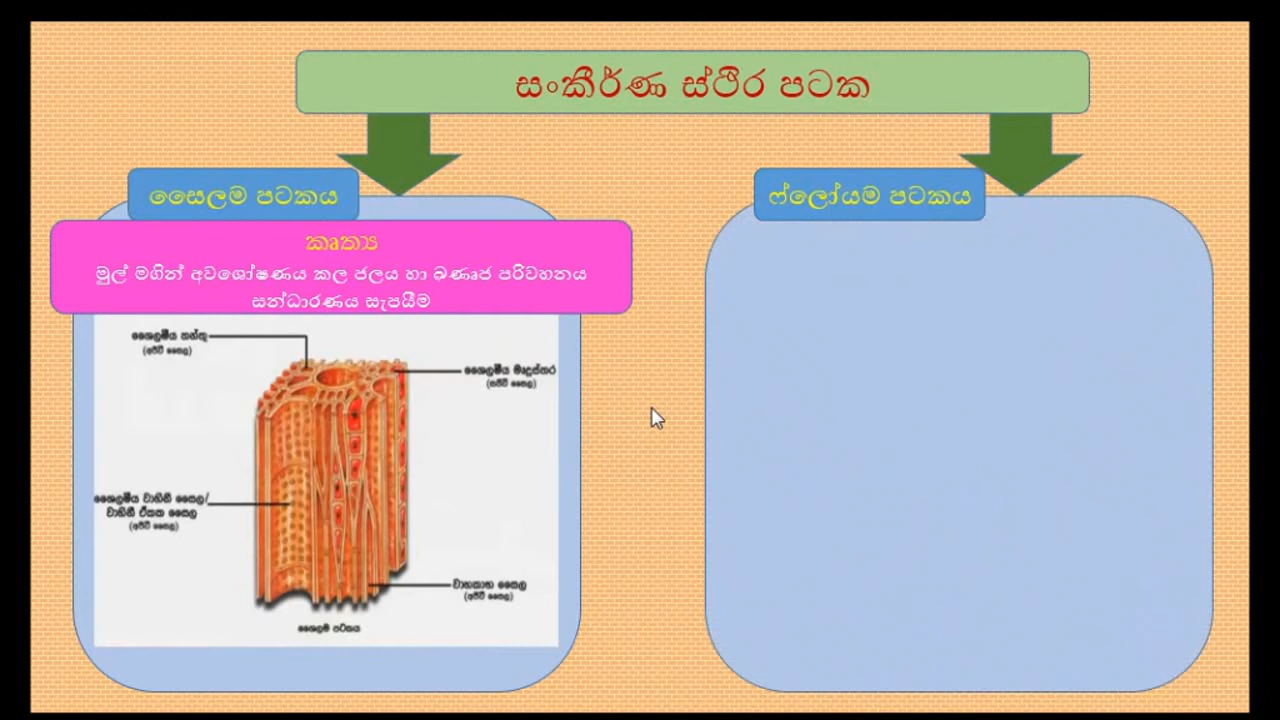 සංකීර්ණ ස්ථිර පටක
සෛලම පටකය
ෆ්ලෝයම පටකය
කෘත්‍ය
මුල් මගින් අවශෝෂණය කල ජලය හා ඛණෘජ පරිවහනය
සන්ධාරණය සැපයීම
ශෛලමීය තන්තු
(අජීවී සෛල)
ශෛලමීය මෘදුස්තර
(සජීවී සෛල)
ශෛලමීය වාහිනී සෛල/
වාහිනී ඒකක සෛල
(අජීවී සෛල)
වාහකාභ සෛල
(අජීවී සෛල)
ශෛලම පටකය